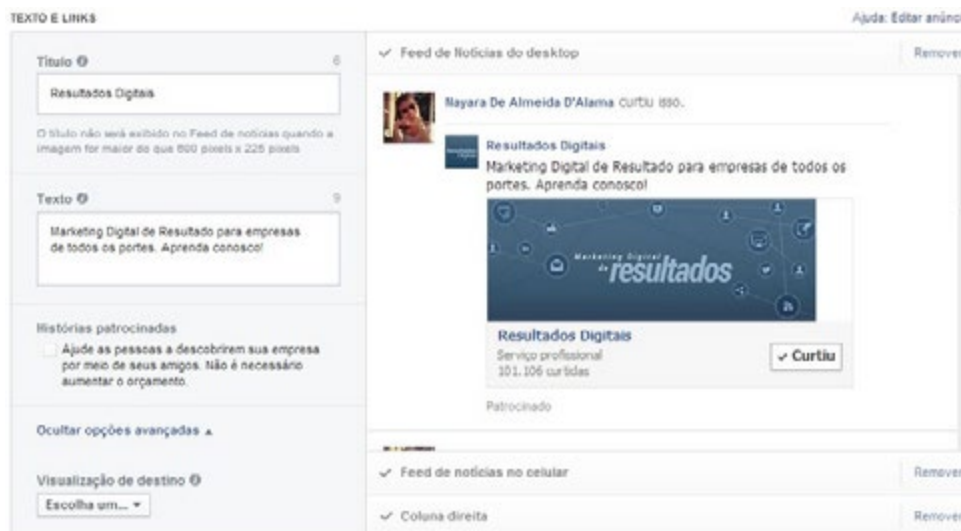 TEXTO E LINKS
Ajuda: Editar anúnci
Título
6
Resultados Digitais
O título não será exibido no Feed de notícias quando a
imagem for maior do que 600 pixels x 225 pixels
Texto
9
Marketing Digital de Resultado para empresas
de todos os portes. Aprenda conosco!
Histórias patrocinadas
Ajude as pessoas a descobrirem sua empresa
por meio de seus amigos. Não é necessário
aumentar o orçamento.
Ocultar opções avançadas
Visualização de destino
Escolha um...
Feed de Notícias do desktop
Remover
Nayara De Almeida D'Alama curtiu isso.
Resultados Digitais
Marketing Digital de Resultado para empresas de todos os
portes. Aprenda conosco!
Marketing Digital
de resultados
Resultados Digitais
Serviço profissional
101.106 curtidas
Curtiu
Patrocinado
Feed de notícias no celular
Remover
Coluna direita
Remover